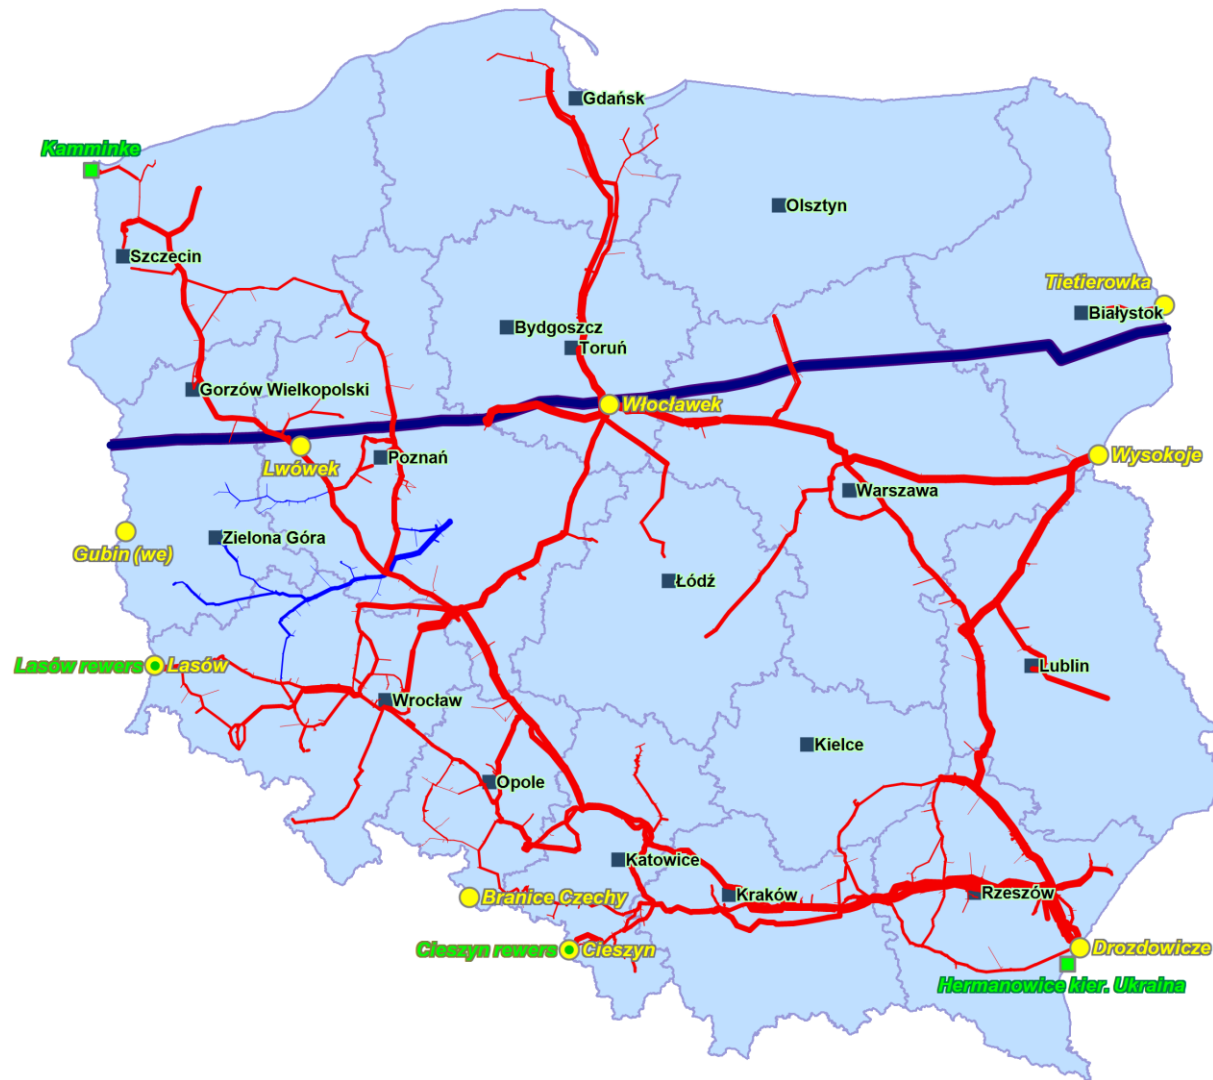 Gdańsk
Kamminke
Olsztyn
Szczecin
Tietierowka
Białystok
Bydgoszcz
Toruń
Gorzów Wielkopolski
Włocławek
Lwówek
Poznań
Wysokoje
Warszawa
Zielona Góra
Gubin (we)
Łódź
Lasów rewers
Lasów
Lublin
Wrocław
Kielce
Opole
Katowice
Branice Czechy
Kraków
Rzeszów
Cieszyn rewers
Cieszyn
Drozdowicze
Hermanowice kier. Ukraina